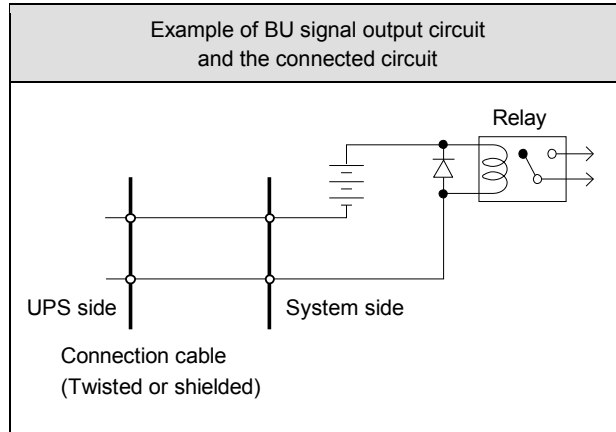 Example of BU signal output circuit
and the connected circuit
Relay
UPS side
System side
Connection cable
(Twisted or shielded)